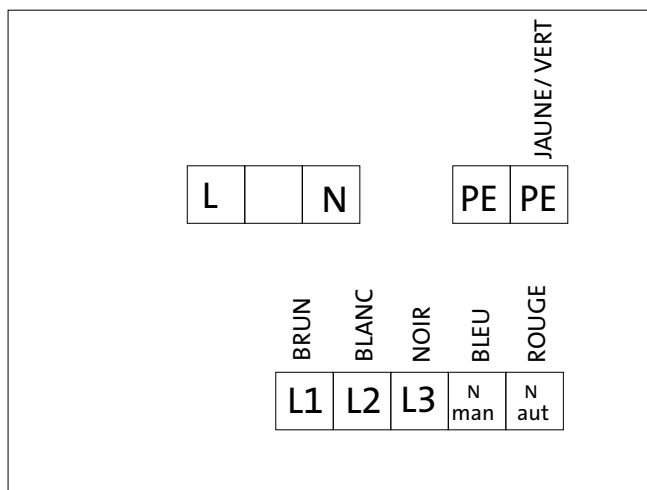 JAUNE/ VERT
L N PE PE
BRUN BLANC NOIR BLEU ROUGE
L1 L2 L3 N man N aut